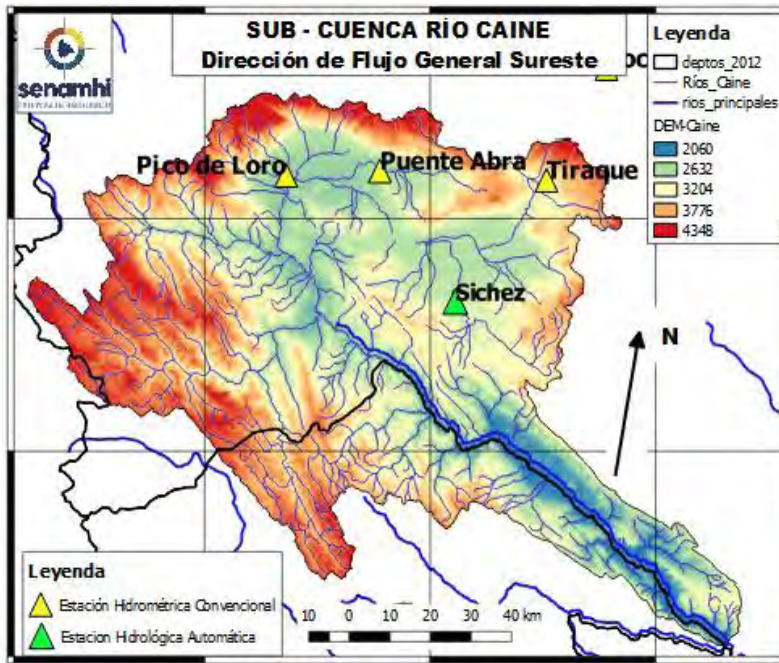 SUB - CUENCA RÍO CAINE
Dirección de Flujo General Sureste
senamhi
Leyenda
deptos_2012
Ríos_Caine
rios_principales
DEM-Caine
2060
2632
3204
3776
4348
Pico de Loro
Puente Abra
Tiraque
Sichez
N
Leyenda
Estación Hidrométrica Convencional
Estacion Hidrológica Automática
10 0 10 20 30 40 km